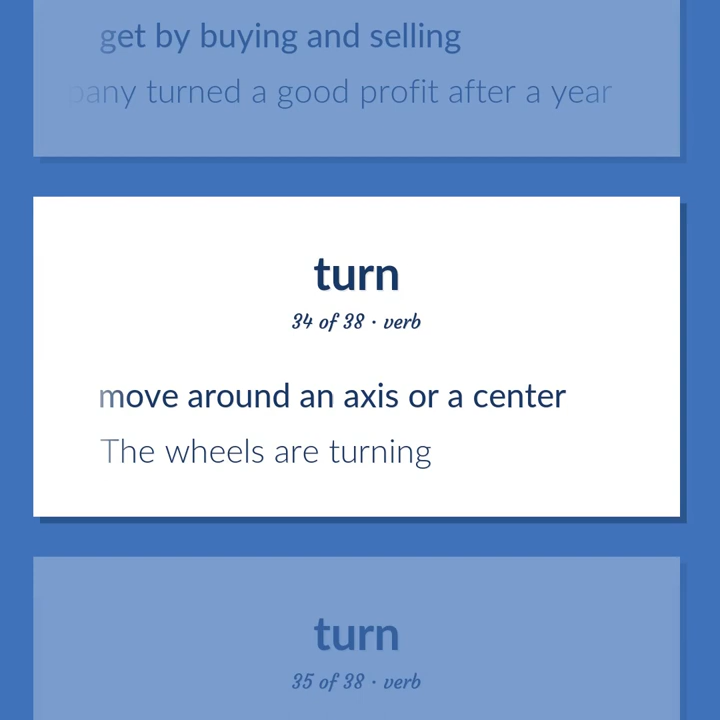 get by buying and selling
pany turned a good profit after a year
turn
34 of 38 · verb
move around an axis or a center
The wheels are turning
turn
35 of 38 · verb